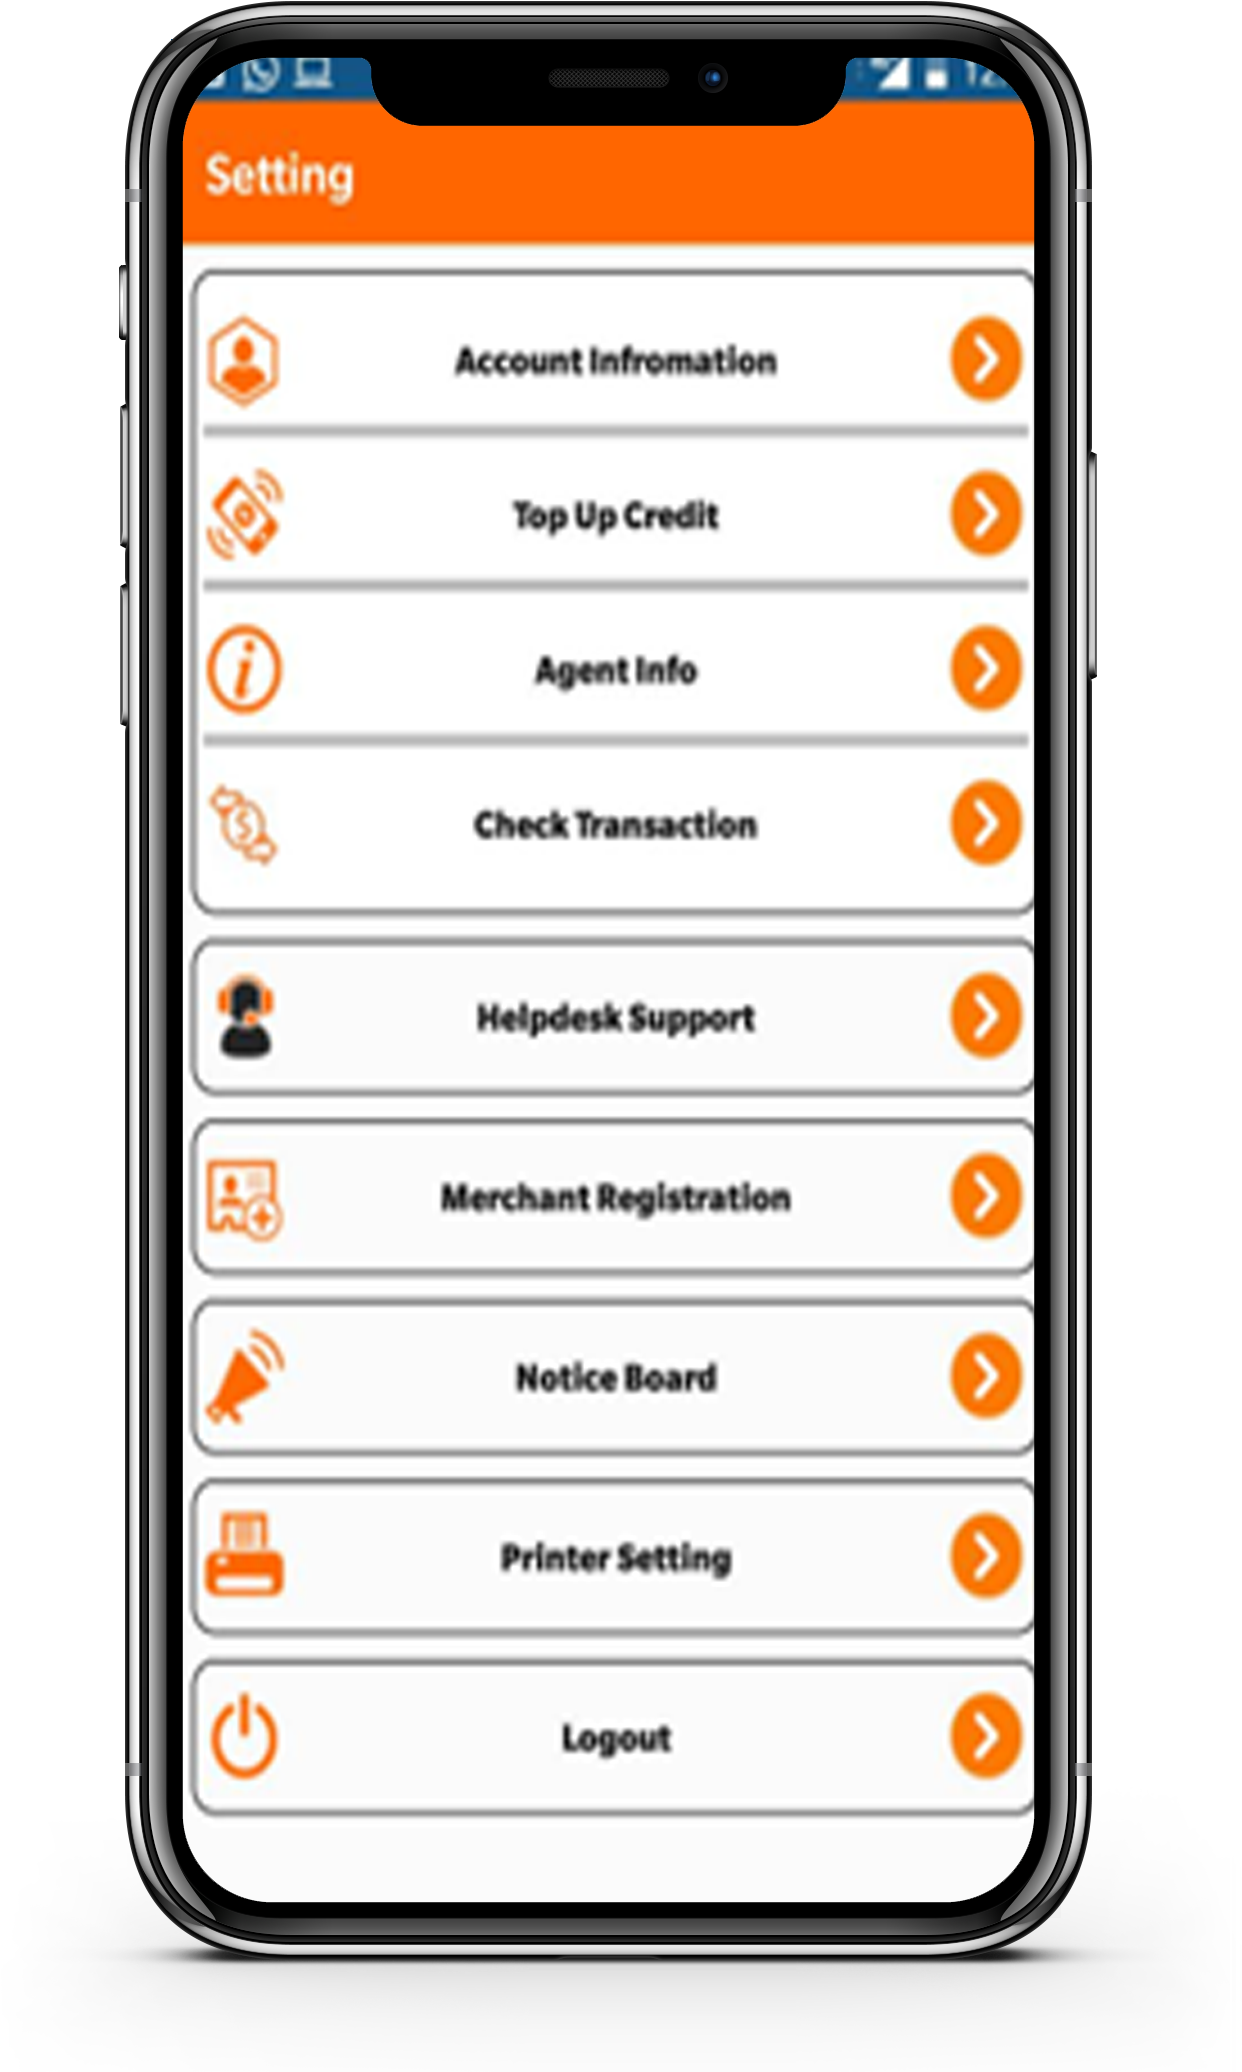 Setting
Account Infromation
Top Up Credit
Agent Info
Check Transaction
Helpdesk Support
Merchant Registration
Notice Board
Printer Setting
Logout